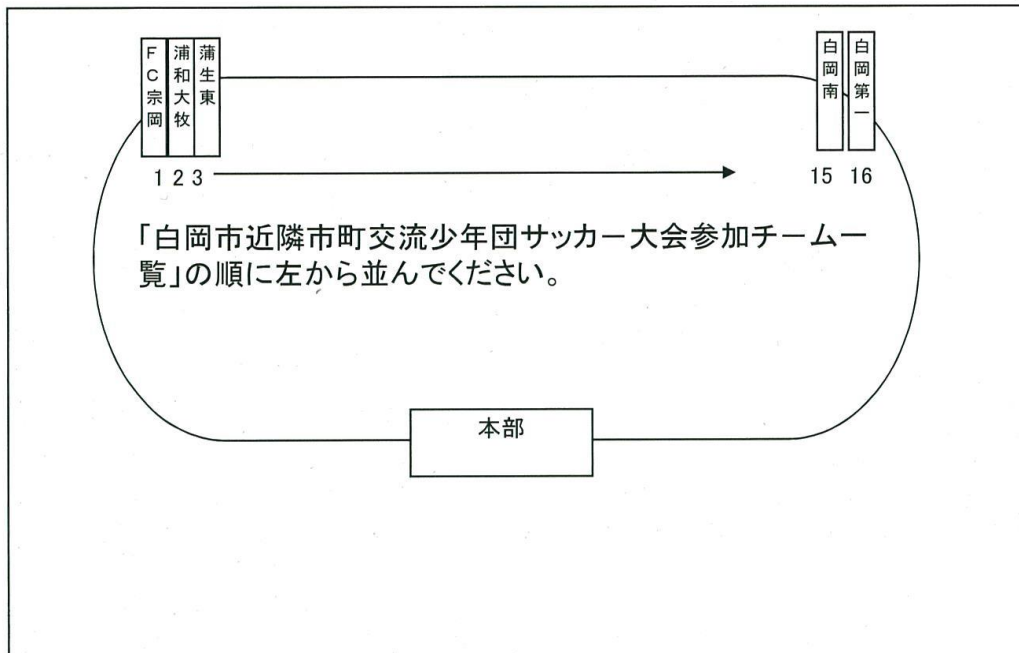 FC宗岡
浦和大牧
蒲生東
白岡南
白岡第一
1 2 3
15 16
「白岡市近隣市町交流少年団サッカー大会参加チーム一
覧」の順に左から並んでください。
本部